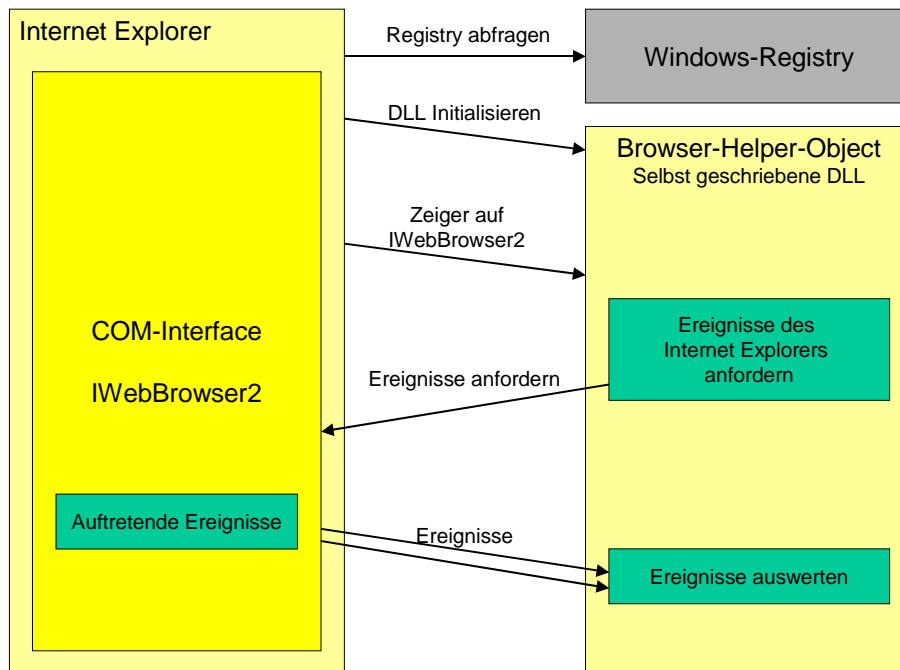 Internet Explorer
Registry abfragen
Windows-Registry
DLL Initialisieren
Browser-Helper-Object
Selbst geschriebene DLL
Zeiger auf
IWebBrowser2
COM-Interface
IWebBrowser2
Ereignisse des
Internet Explorers
anfordern
Ereignisse anfordern
Auftretende Ereignisse
Ereignisse
Ereignisse auswerten